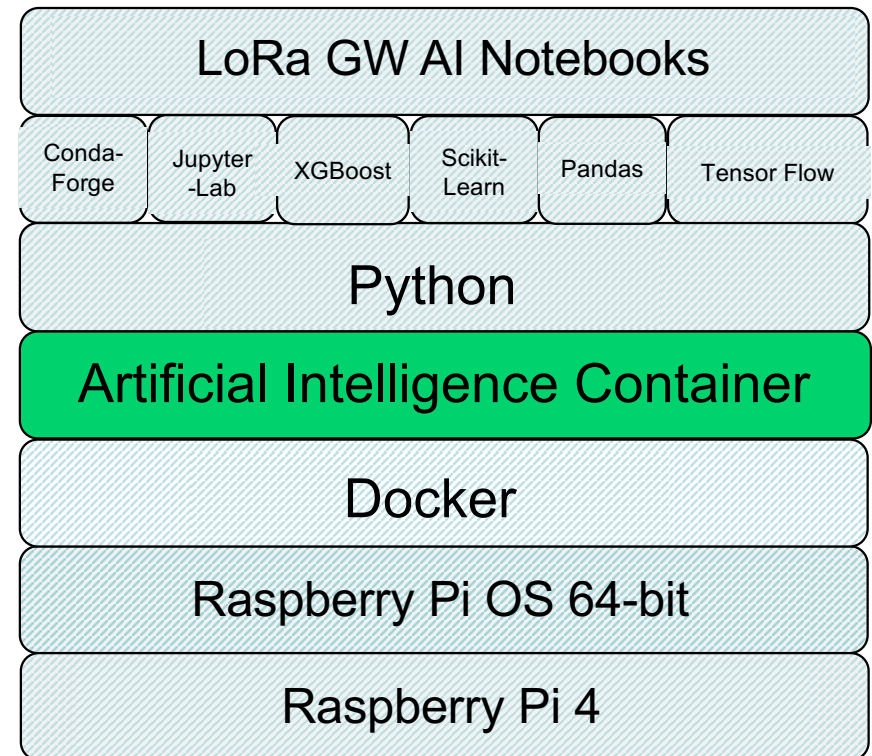 LoRa GW AI Notebooks
Conda-
Forge
Jupyter
-Lab
XGBoost
Scikit-
Learn
Pandas
Tensor Flow
Python
Artificial Intelligence Container
Docker
Raspberry Pi OS 64-bit
Raspberry Pi 4